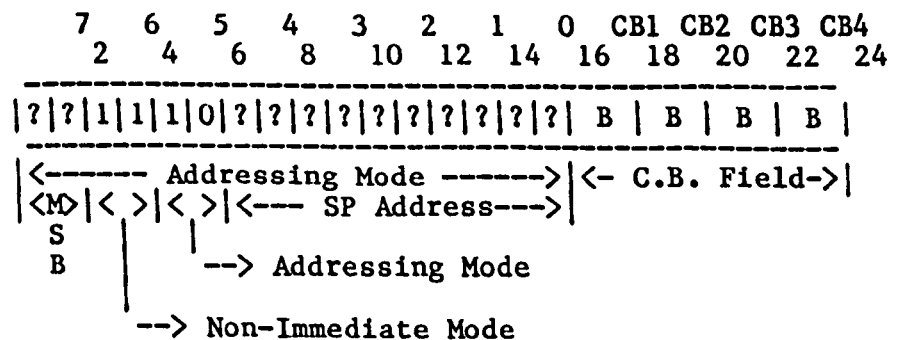 7 6 5 4 3 2 1 0 CB1 CB2 CB3 CB4
2 4 6 8 10 12 14 16 18 20 22 24
|?|?|1|1|1|0|?|?|?|?|?|?|?|?|?|?| B | B | B | B |
|<------ Addressing Mode ------>|<- C.B. Field->|
|<M>|< >|< >|<--- SP Address--->|
S
B --> Addressing Mode
--> Non-Immediate Mode